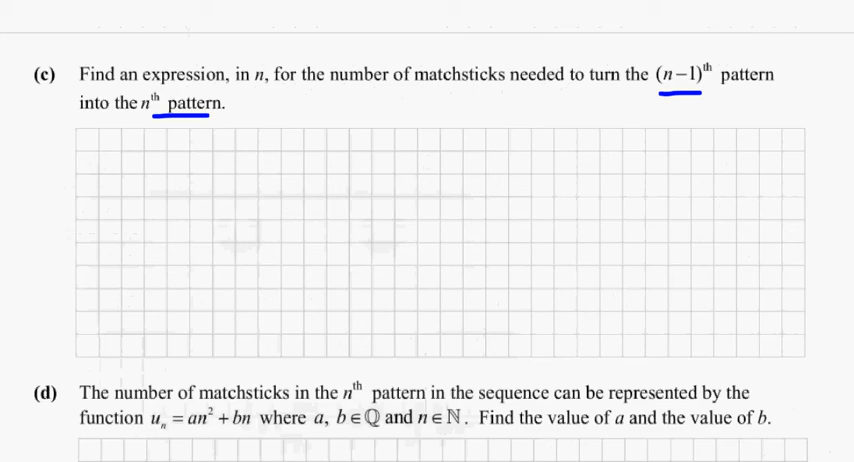 (c) Find an expression, in n, for the number of matchsticks needed to turn the (n−1)ᵗʰ pattern
into the nᵗʰ pattern.
(d) The number of matchsticks in the nᵗʰ pattern in the sequence can be represented by the
function uₙ = an² + bn where a, b ∈ ℚ and n ∈ ℕ. Find the value of a and the value of b.